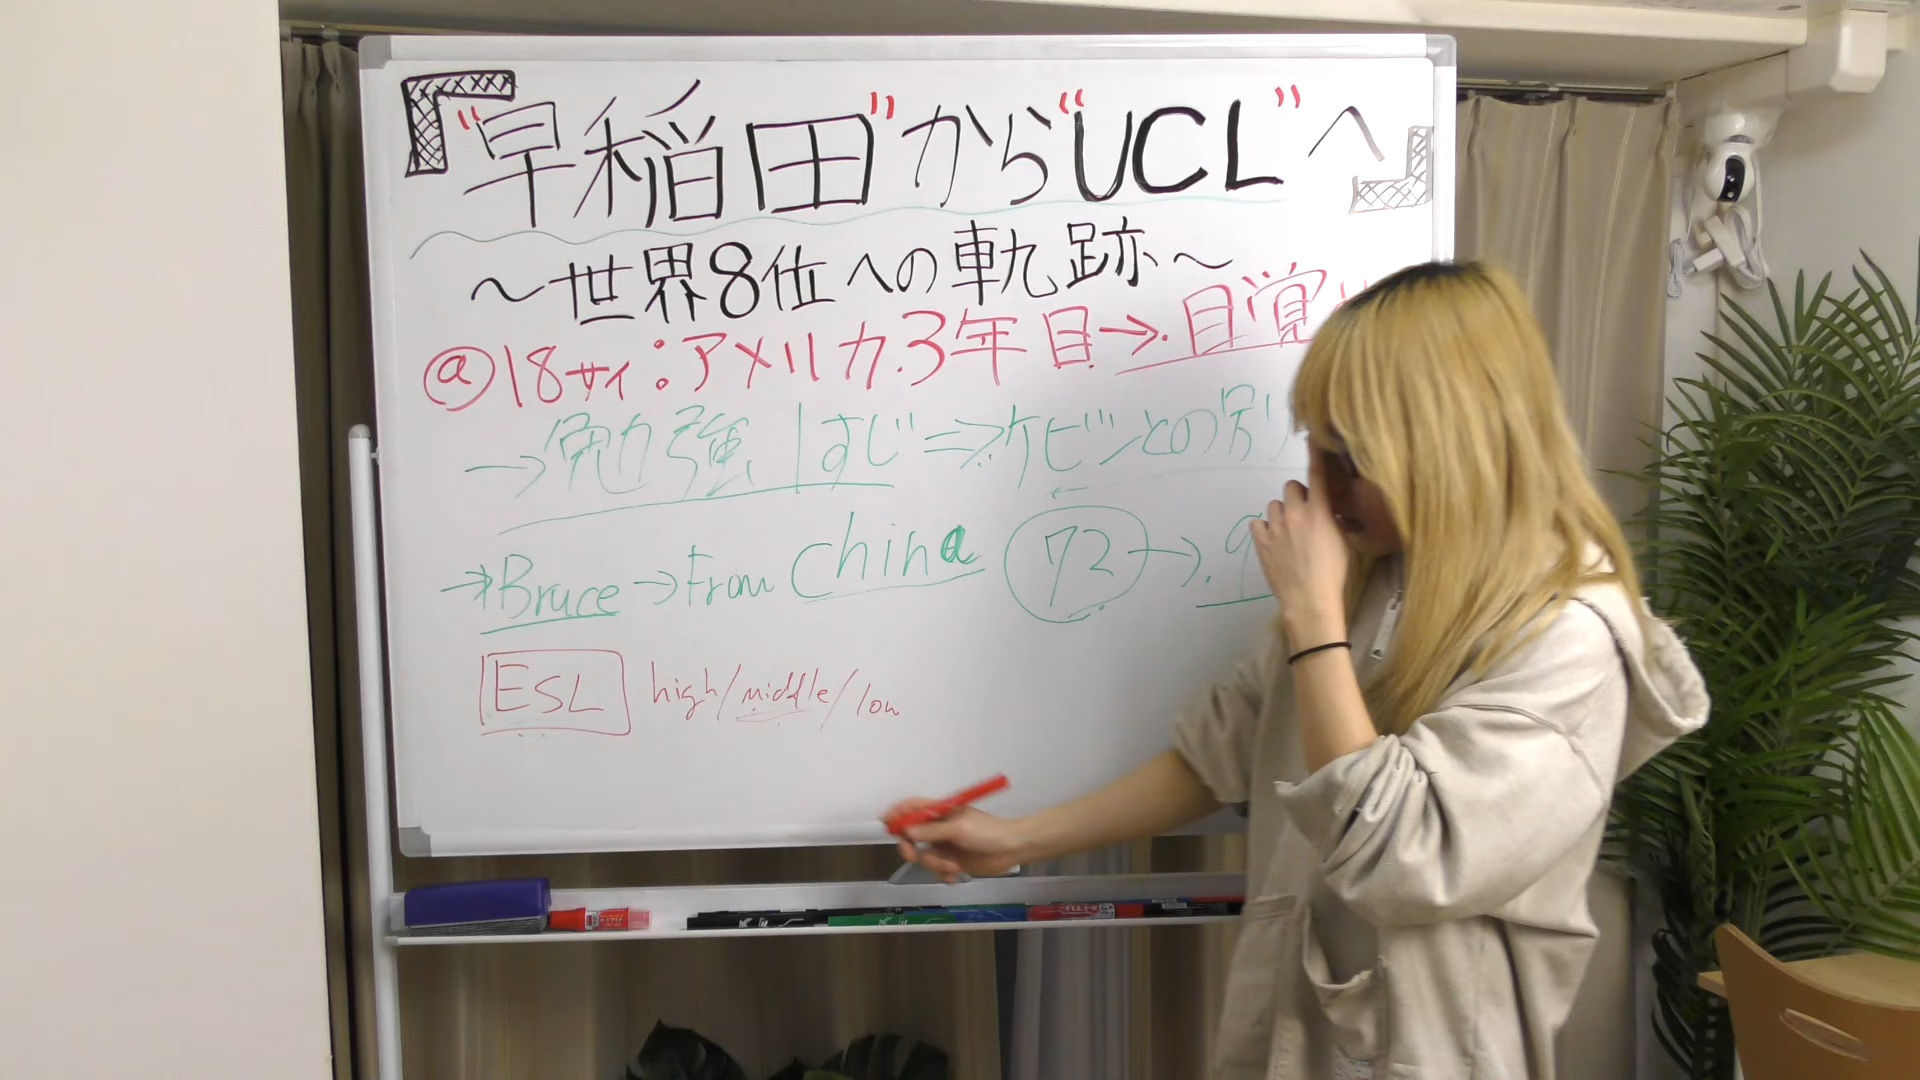 『"早稲田"から"UCL"へ』
〜世界8位への軌跡〜
@18サイ:アメリカ3年目→目覚
→勉強1すじ⇒ケビンとの別
→Bruce→From China 72→9
ESL high/middle/low